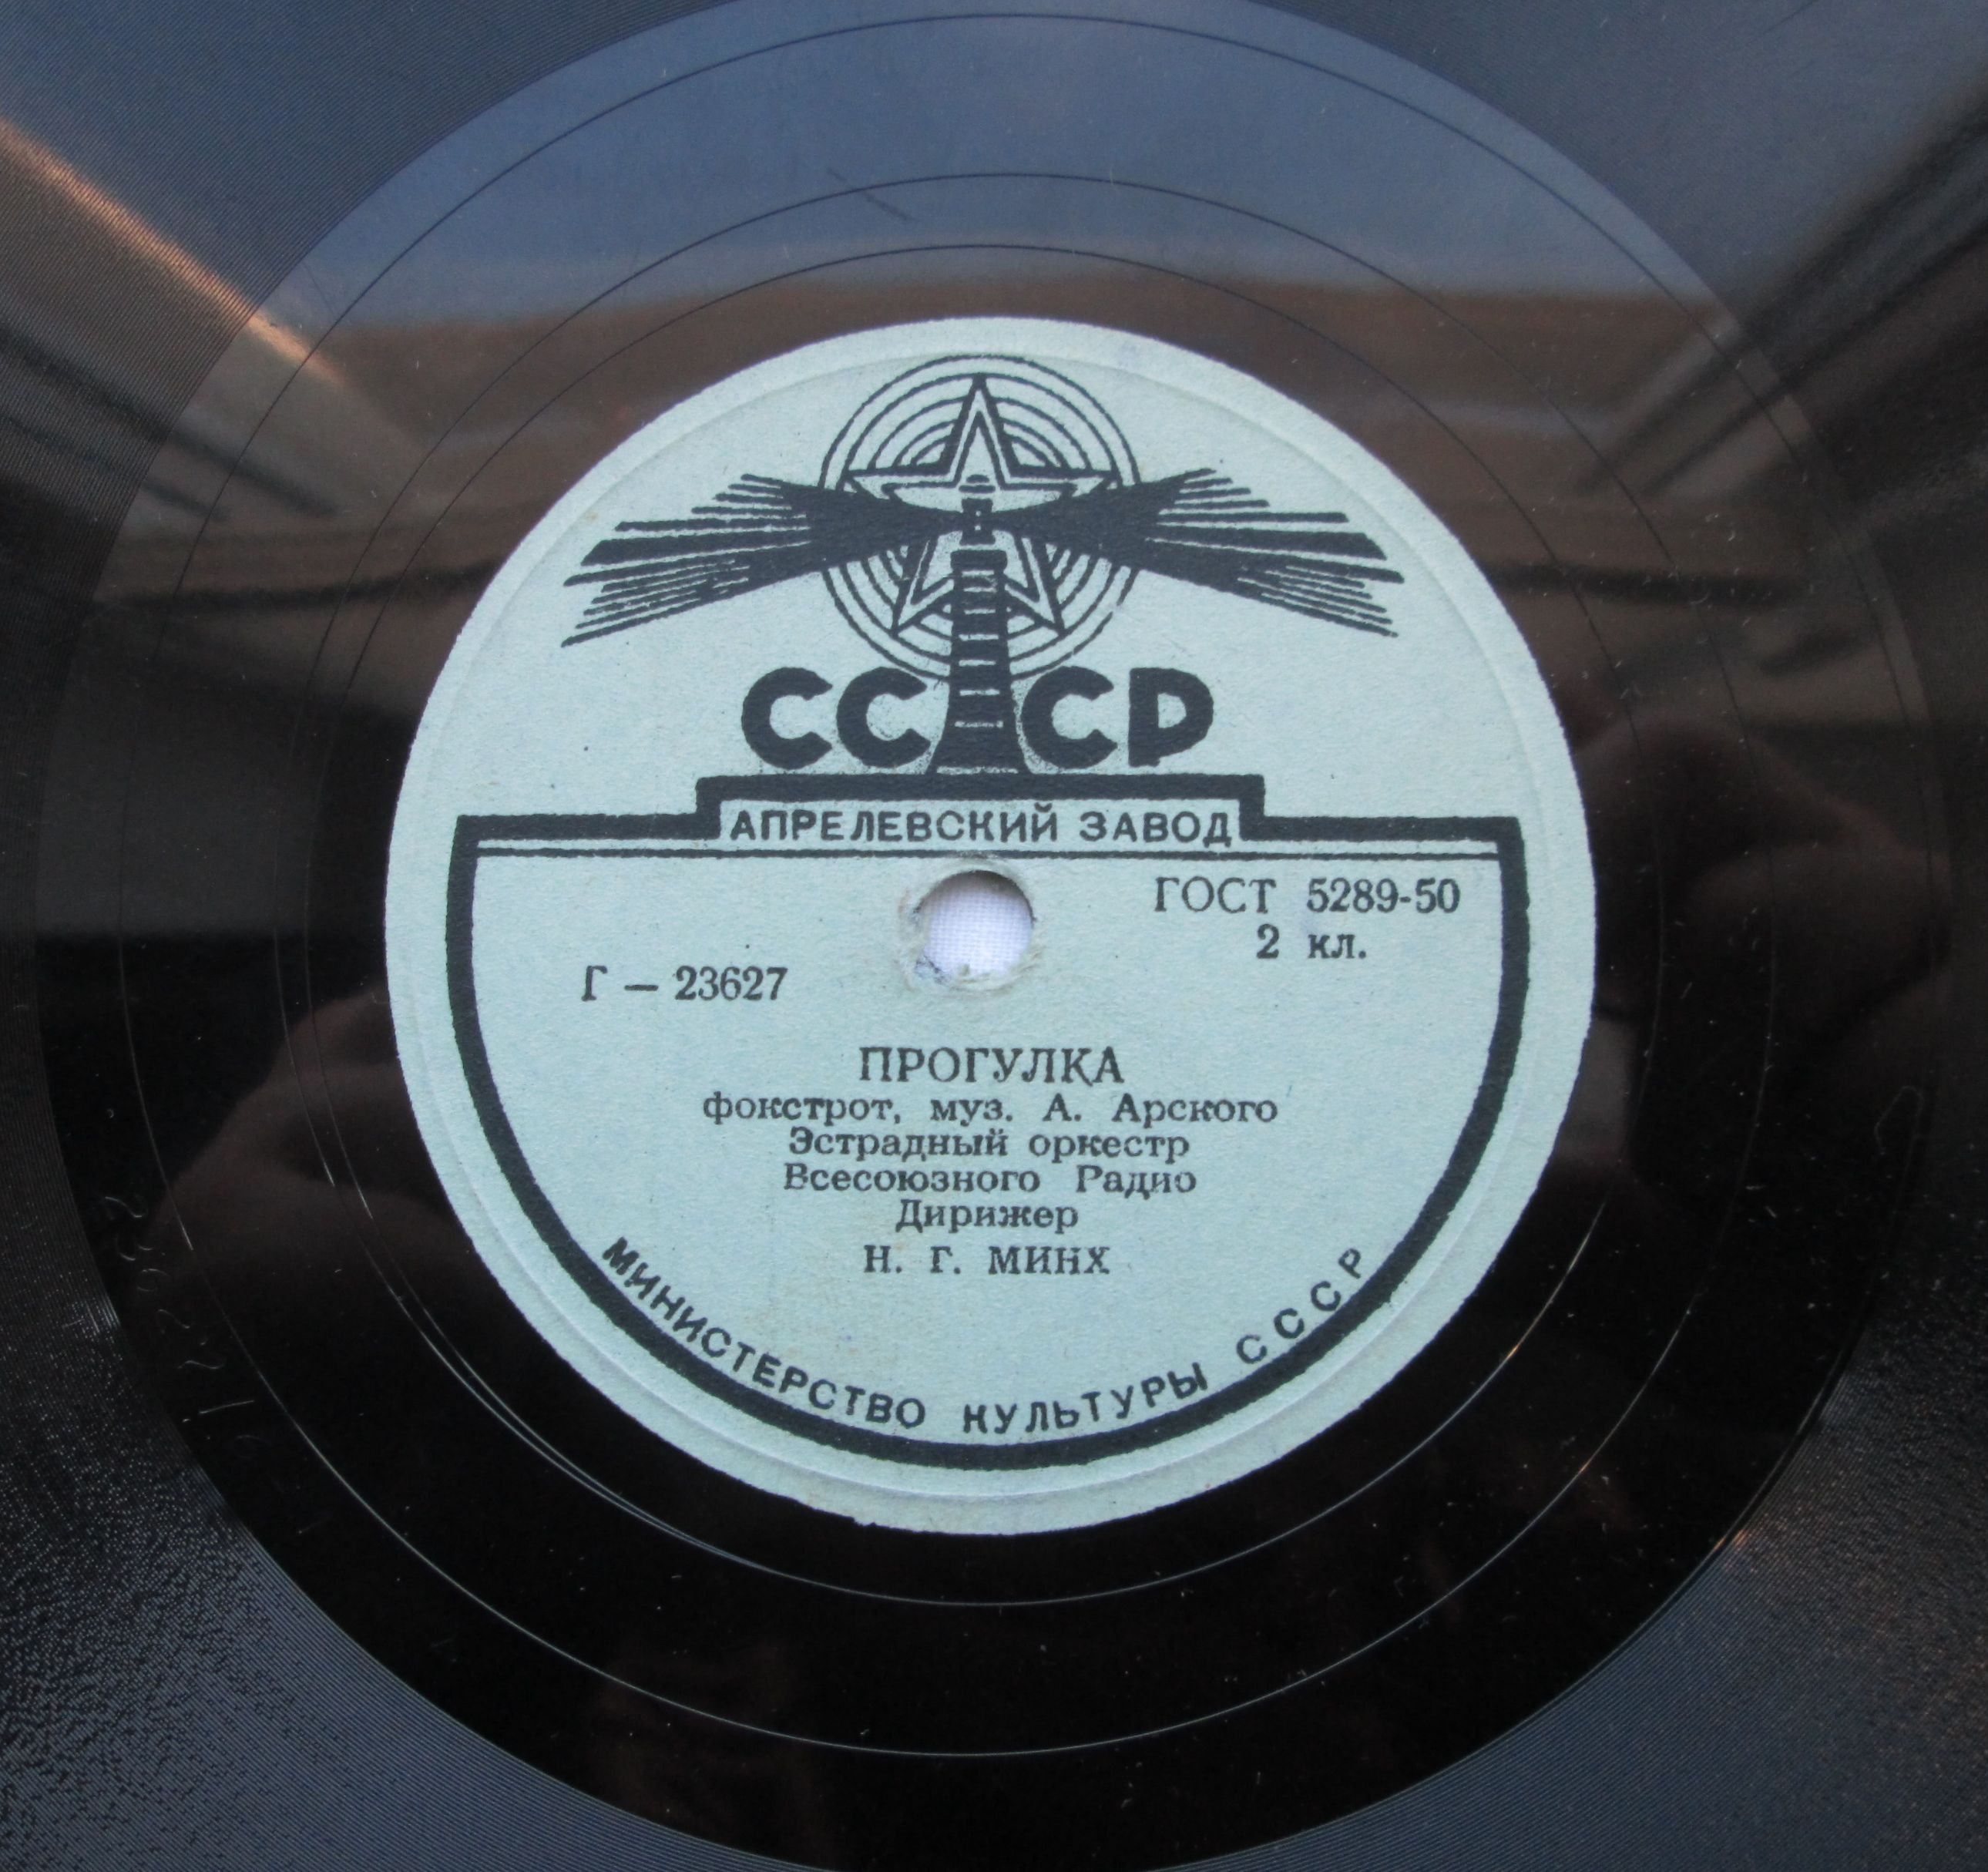 СССР
АПРЕЛЕВСКИЙ ЗАВОД
ГОСТ 5289-50
2 кл.
Г – 23627
ПРОГУЛКА
фокстрот, муз. А. Арского
Эстрадный оркестр
Всесоюзного Радио
Дирижер
Н. Г. МИНХ
МИНИСТЕРСТВО КУЛЬТУРЫ СССР